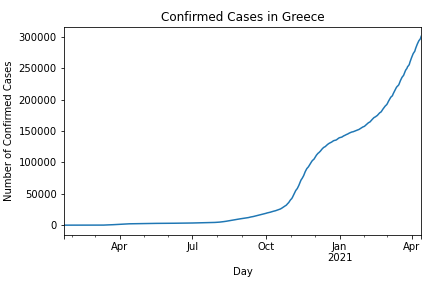 Confirmed Cases in Greece
Number of Confirmed Cases
300000
250000
200000
150000
100000
50000
0
Apr
Jul
Oct
Jan
2021
Apr
Day